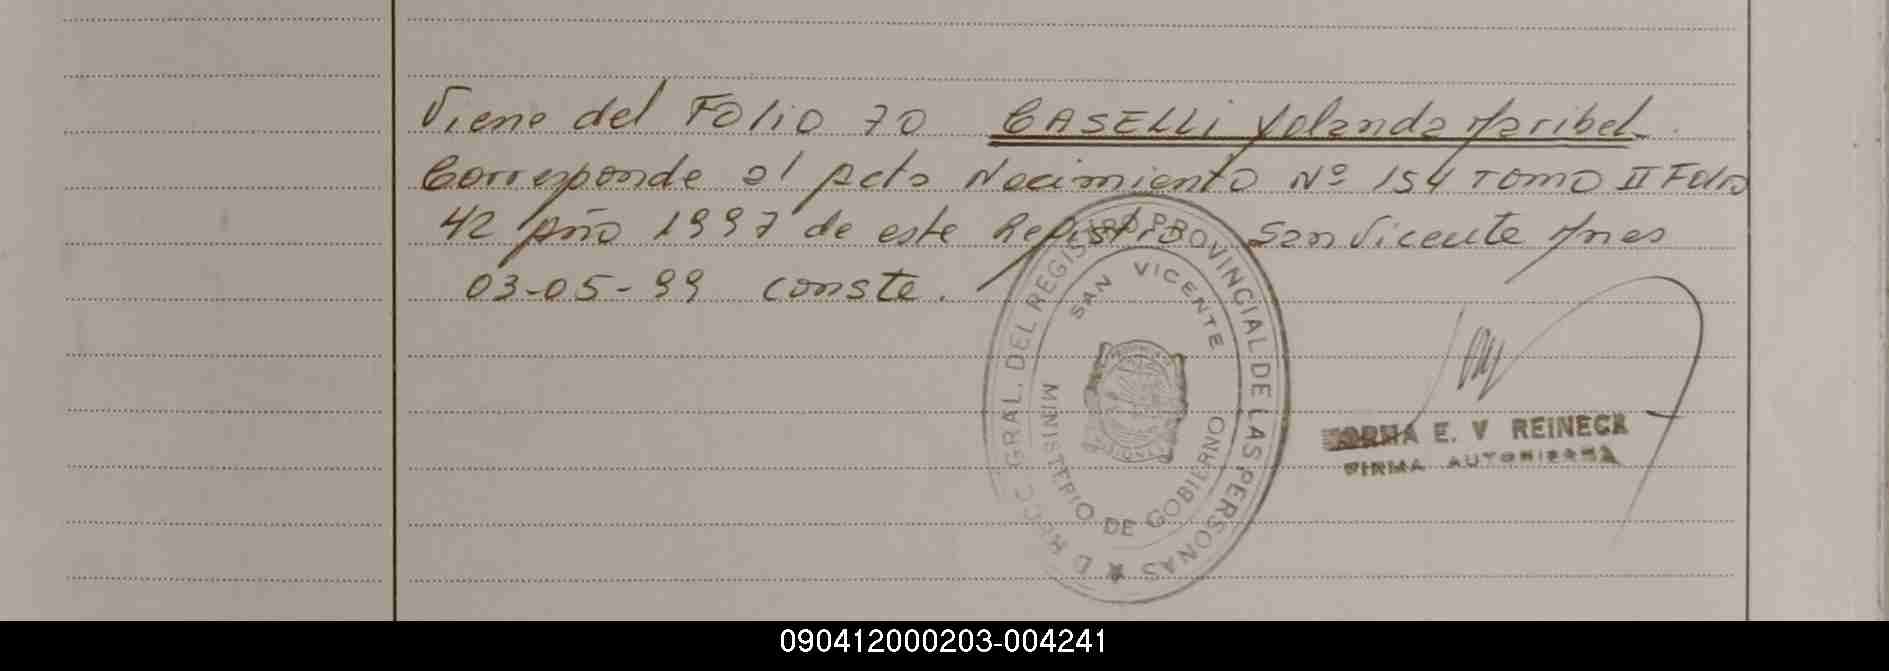 Viene del Folio 70 CASELLi Yolanda Maribel.
Corresponde al Acta Nacimiento Nº 154 Tomo II Folio
42 Año 1997 de este Registro San Vicente Mnes
03-05-99 conste.
GRAL. DEL REGISTRO PROVINCIAL DE LAS PERSONAS ★
SAN VICENTE
MINISTERIO DE GOBIERNO
E. V REINECK
FIRMA AUTORIZADA
090412000203-004241